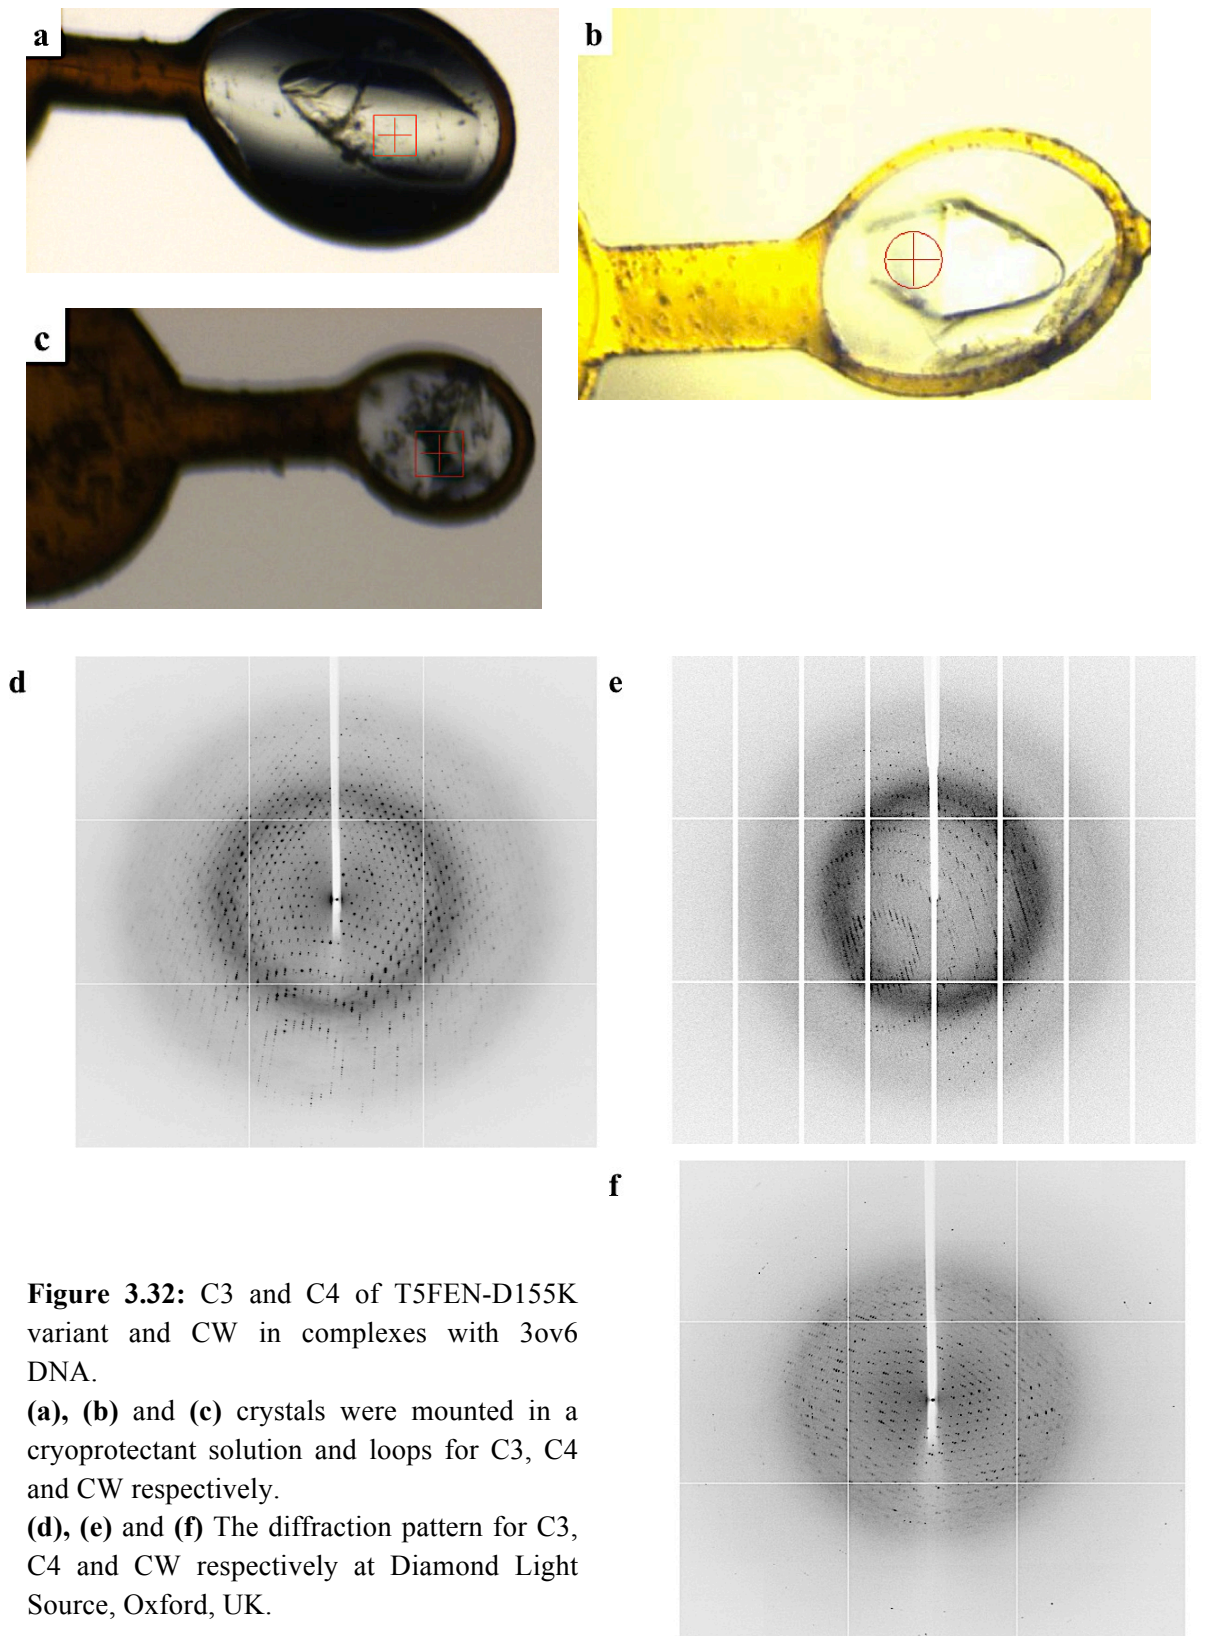 a
b
c
d
e
f
Figure 3.32: C3 and C4 of T5FEN-D155K
variant and CW in complexes with 3ov6
DNA.
(a), (b) and (c) crystals were mounted in a
cryoprotectant solution and loops for C3, C4
and CW respectively.
(d), (e) and (f) The diffraction pattern for C3,
C4 and CW respectively at Diamond Light
Source, Oxford, UK.